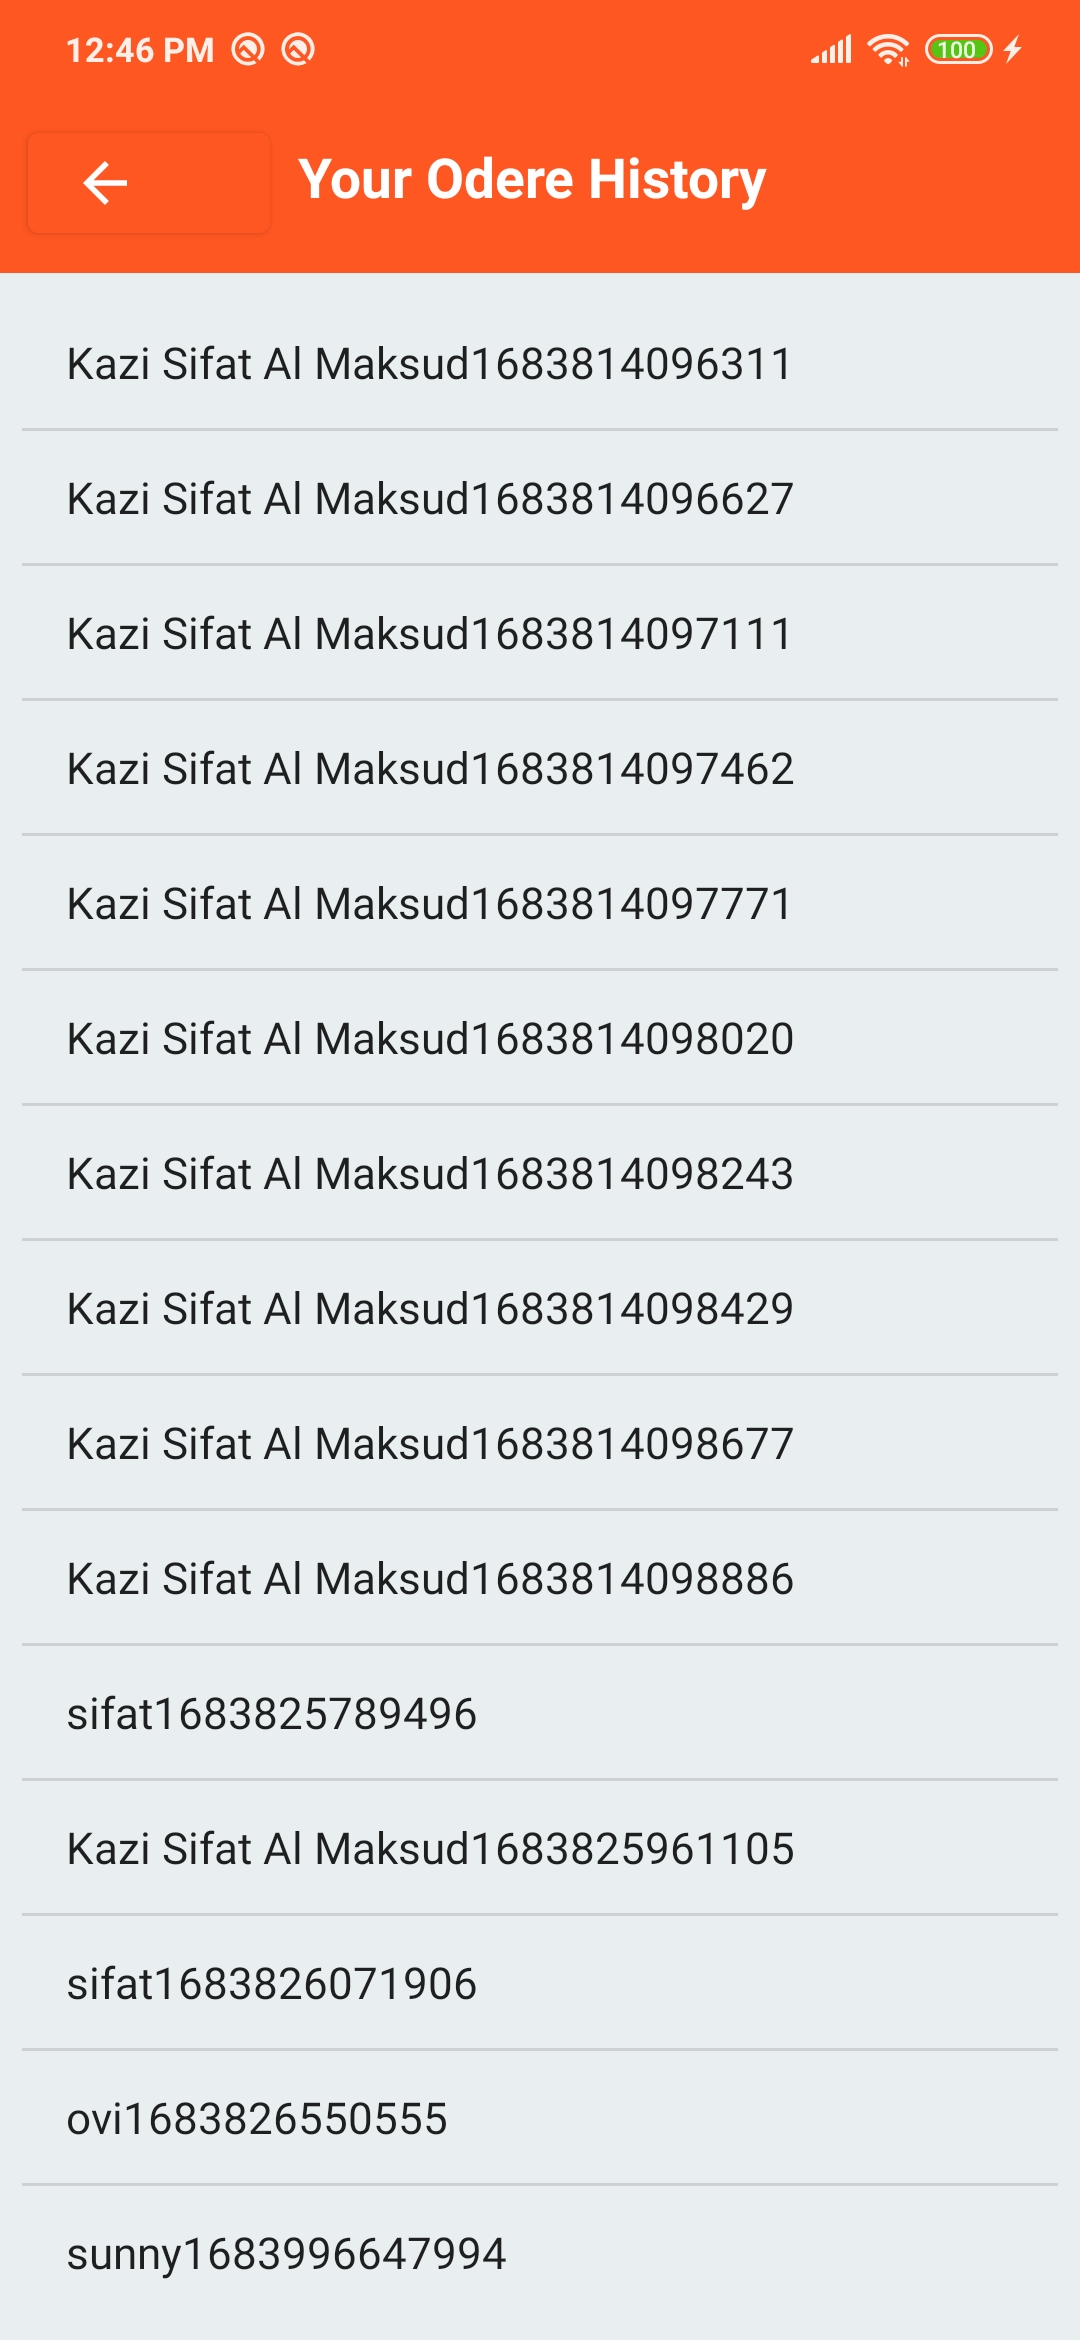 12:46 PM
100
Your Odere History
Kazi Sifat Al Maksud1683814096311
Kazi Sifat Al Maksud1683814096627
Kazi Sifat Al Maksud1683814097111
Kazi Sifat Al Maksud1683814097462
Kazi Sifat Al Maksud1683814097771
Kazi Sifat Al Maksud1683814098020
Kazi Sifat Al Maksud1683814098243
Kazi Sifat Al Maksud1683814098429
Kazi Sifat Al Maksud1683814098677
Kazi Sifat Al Maksud1683814098886
sifat1683825789496
Kazi Sifat Al Maksud1683825961105
sifat1683826071906
ovi1683826550555
sunny1683996647994